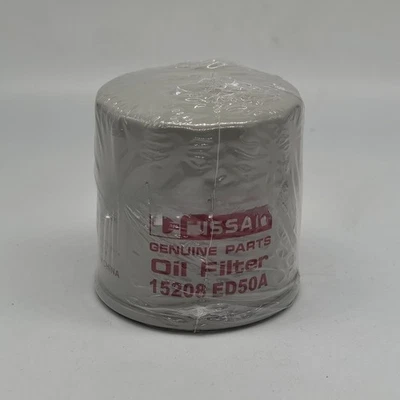 NISSAN
GENUINE PARTS
Oil Filter
15208 ED50A